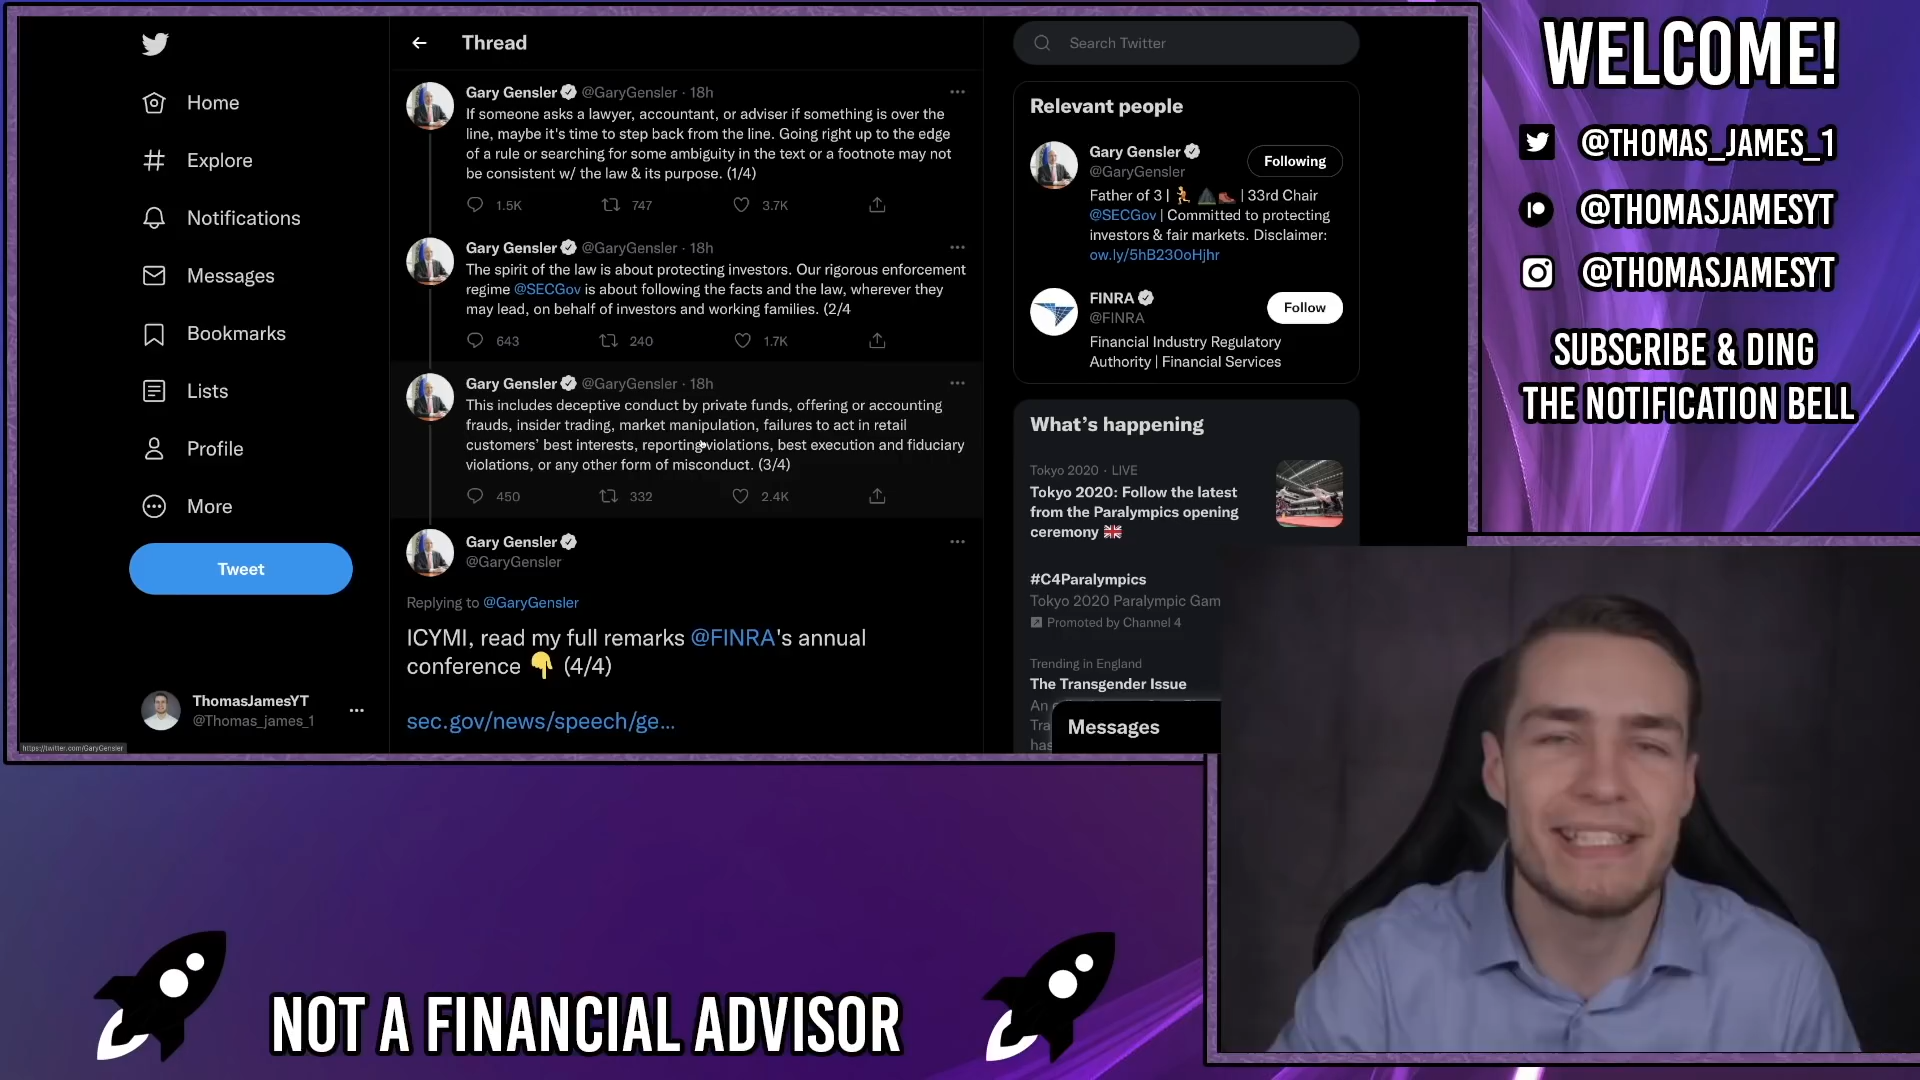 Home
Explore
Notifications
Messages
Bookmarks
Lists
Profile
More
Tweet
ThomasJamesYT
@Thomas_james_1
https://twitter.com/GaryGensler
Thread
Gary Gensler @GaryGensler · 18h
If someone asks a lawyer, accountant, or adviser if something is over the
line, maybe it's time to step back from the line. Going right up to the edge
of a rule or searching for some ambiguity in the text or a footnote may not
be consistent w/ the law & its purpose. (1/4)
1.5K 747 3.7K
Gary Gensler @GaryGensler · 18h
The spirit of the law is about protecting investors. Our rigorous enforcement
regime @SECGov is about following the facts and the law, wherever they
may lead, on behalf of investors and working families. (2/4
643 240 1.7K
Gary Gensler @GaryGensler · 18h
This includes deceptive conduct by private funds, offering or accounting
frauds, insider trading, market manipulation, failures to act in retail
customers' best interests, reporting violations, best execution and fiduciary
violations, or any other form of misconduct. (3/4)
450 332 2.4K
Gary Gensler
@GaryGensler
Replying to @GaryGensler
ICYMI, read my full remarks @FINRA's annual
conference 👇 (4/4)
sec.gov/news/speech/ge...
Search Twitter
Relevant people
Gary Gensler
@GaryGensler
Following
Father of 3 | | 33rd Chair
@SECGov | Committed to protecting
investors & fair markets. Disclaimer:
ow.ly/5hB230oHjhr
FINRA
@FINRA
Follow
Financial Industry Regulatory
Authority | Financial Services
What's happening
Tokyo 2020 · LIVE
Tokyo 2020: Follow the latest
from the Paralympics opening
ceremony 🇬🇧
#C4Paralympics
Tokyo 2020 Paralympic Gam
Promoted by Channel 4
Trending in England
The Transgender Issue
An
Tra
has
Messages
WELCOME!
@THOMAS_JAMES_1
@THOMASJAMESYT
@THOMASJAMESYT
SUBSCRIBE & DING
THE NOTIFICATION BELL
NOT A FINANCIAL ADVISOR